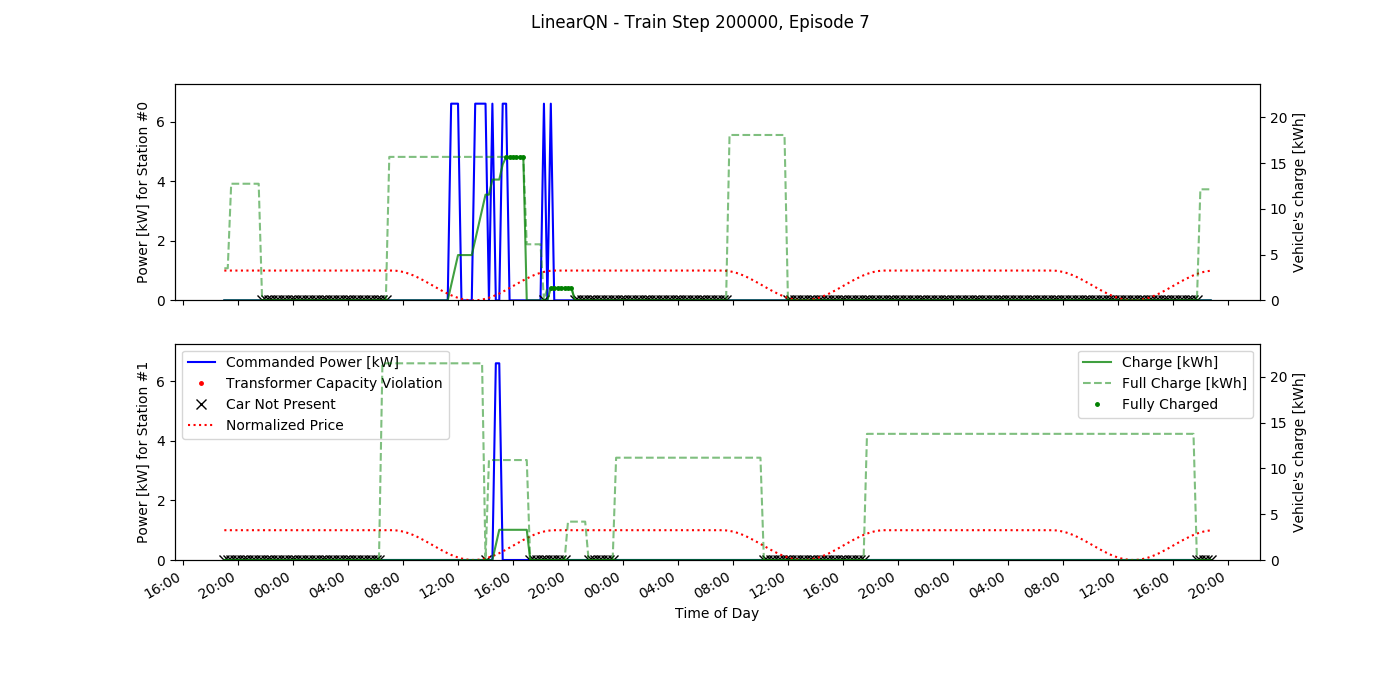 LinearQN - Train Step 200000, Episode 7
Power [kW] for Station #0
6
4
2
0
20
15
10
5
0
Vehicle's charge [kWh]
Power [kW] for Station #1
6
4
2
0
Commanded Power [kW]
Transformer Capacity Violation
Car Not Present
Normalized Price
Charge [kWh]
Full Charge [kWh]
Fully Charged
20
15
10
5
0
Vehicle's charge [kWh]
16:00 20:00 00:00 04:00 08:00 12:00 16:00 20:00 00:00 04:00 08:00 12:00 16:00 20:00 00:00 04:00 08:00 12:00 16:00 20:00
Time of Day